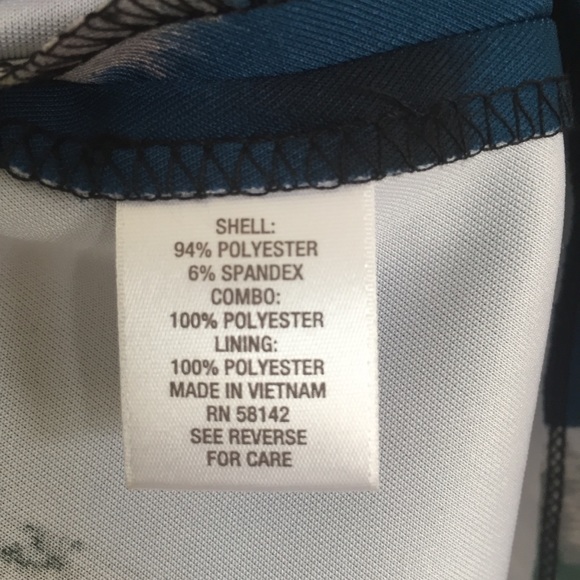 SHELL:
94% POLYESTER
6% SPANDEX
COMBO:
100% POLYESTER
LINING:
100% POLYESTER
MADE IN VIETNAM
RN 58142
SEE REVERSE
FOR CARE